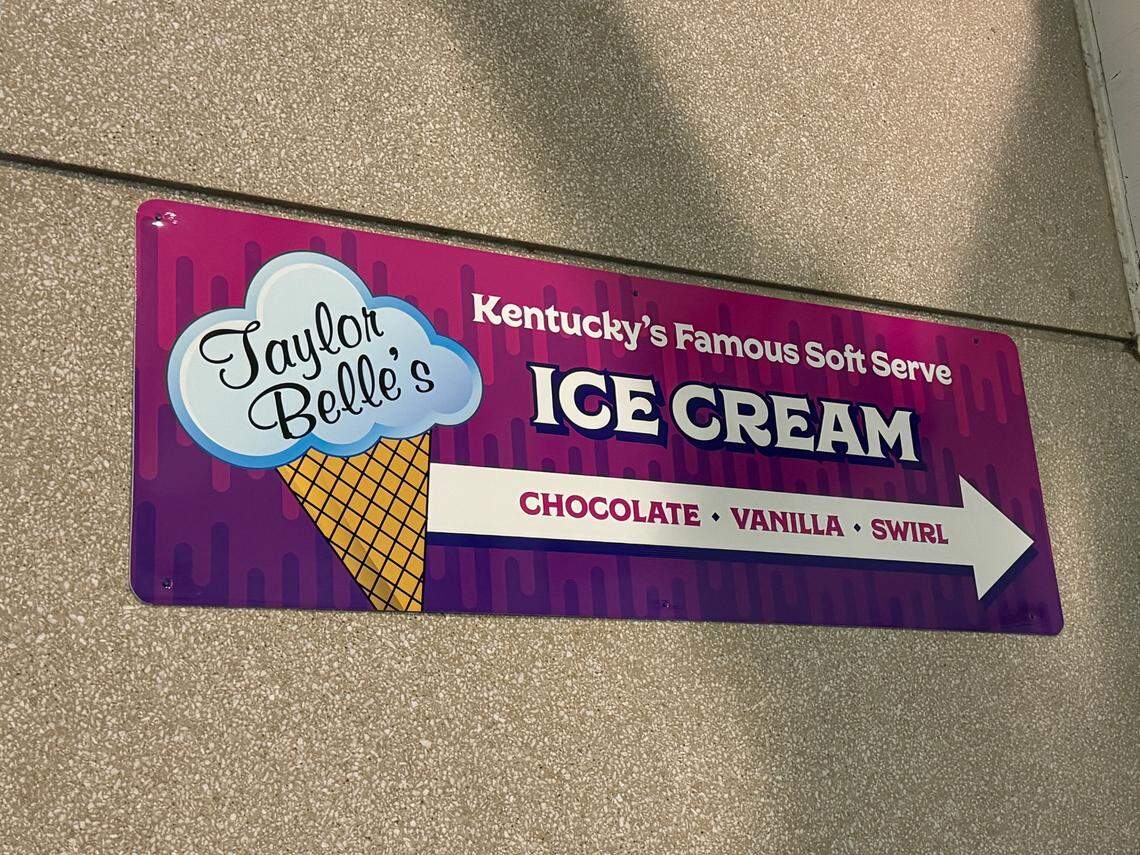 Taylor
Belle's
Kentucky's Famous Soft Serve
ICE CREAM
CHOCOLATE • VANILLA • SWIRL